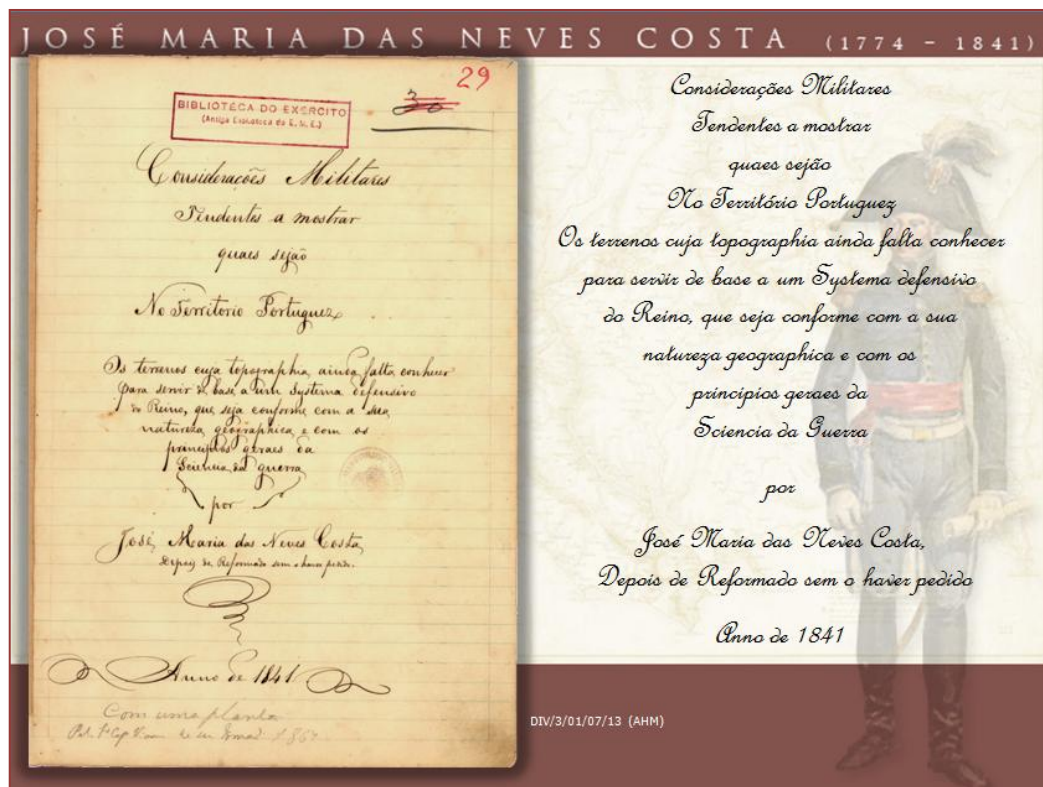 JOSÉ MARIA DAS NEVES COSTA (1774 - 1841)
29
30
BIBLIOTECA DO EXERCITO
(Antiga Biblioteca do E. M. E.)
Considerações Militares
Tendentes a mostrar
quaes sejão
No Territorio Portuguez
Os terrenos cuja topographia ainda falta conhecer
para servir de base a um Systema defensivo
do Reino, que seja conforme com a sua
natureza geographica e com os
principios geraes da
Sciencia da guerra
por
José Maria das Neves Costa,
Depois de Reformado sem o haver pedido.
Anno de 1841
Com uma planta
Considerações Militares
Tendentes a mostrar
quaes sejão
No Território Portuguez
Os terrenos cuja topographia ainda falta conhecer
para servir de base a um Systema defensivo
do Reino, que seja conforme com a sua
natureza geographica e com os
princípios geraes da
Sciencia da Guerra
por
José Maria das Neves Costa,
Depois de Reformado sem o haver pedido
Anno de 1841
DIV/3/01/07/13 (AHM)